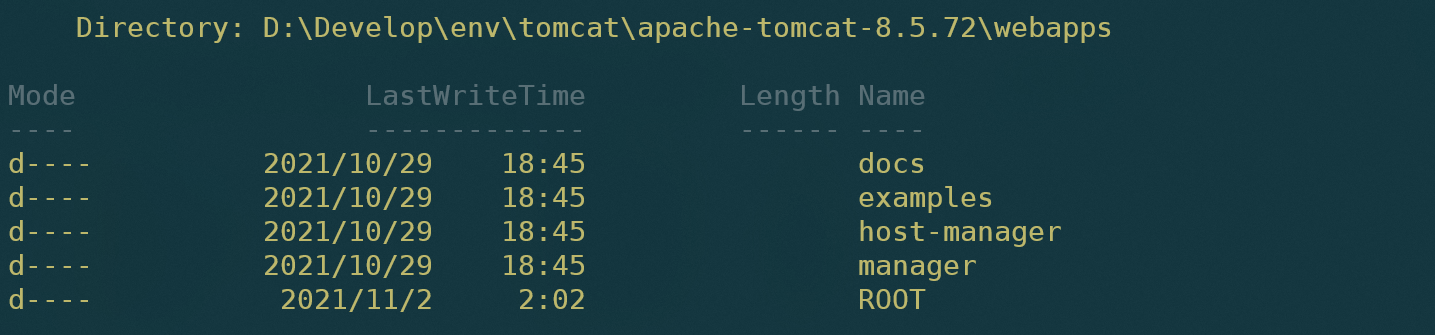 Directory: D:\Develop\env\tomcat\apache-tomcat-8.5.72\webapps
Mode                 LastWriteTime         Length Name
----                 -------------         ------ ----
d----          2021/10/29    18:45                docs
d----          2021/10/29    18:45                examples
d----          2021/10/29    18:45                host-manager
d----          2021/10/29    18:45                manager
d----           2021/11/2     2:02                ROOT